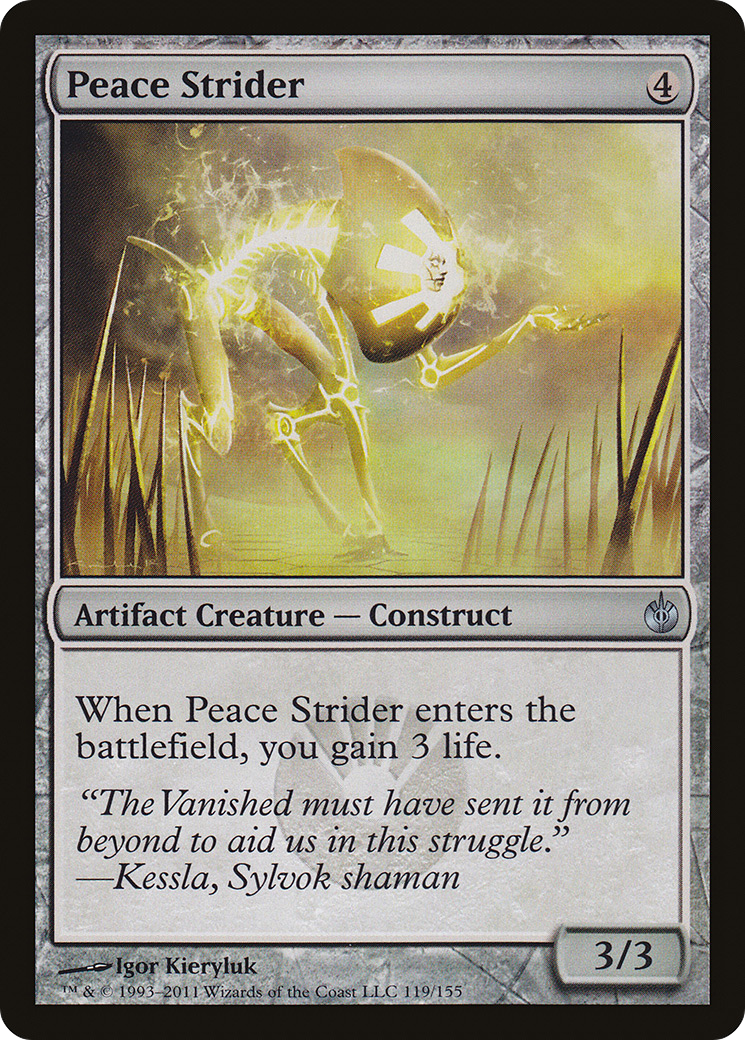 Peace Strider 4
Artifact Creature — Construct
When Peace Strider enters the
battlefield, you gain 3 life.
“The Vanished must have sent it from
beyond to aid us in this struggle.”
—Kessla, Sylvok shaman
3/3
Igor Kieryluk
™ & © 1993–2011 Wizards of the Coast LLC 119/155